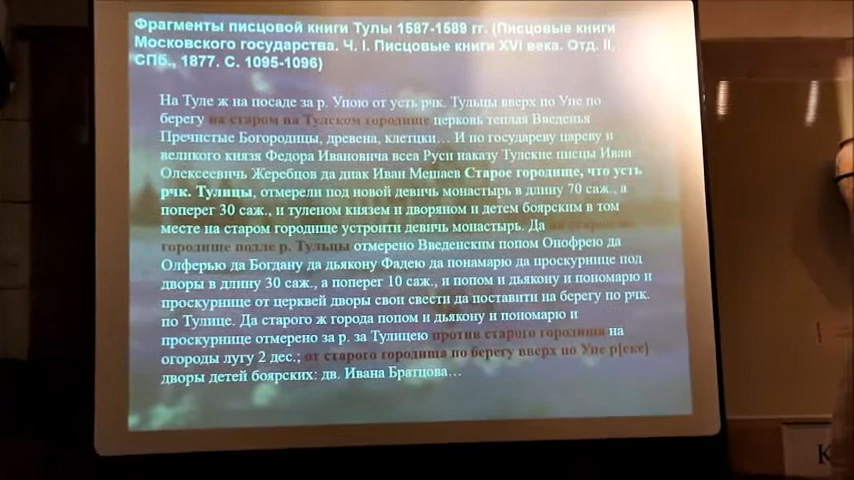 Фрагменты писцовой книги Тулы 1587-1589 гг. (Писцовые книги
Московского государства. Ч. I. Писцовые книги XVI века. Отд. II.
СПб., 1877. С. 1095-1096)
На Туле ж на посаде за р. Упою от усть рчк. Тульцы вверх по Упе по
берегу на старом на Тулском городище церковь теплая Введенья
Пречистые Богородицы, древена, клетцки… И по государеву цареву и
великого князя Федора Ивановича всеа Руси наказу Тулские писцы Иван
Олексеевичь Жеребцов да диак Иван Мешаев Старое городище, что усть
рчк. Тулицы, отмерели под новой девичь монастырь в длину 70 саж., а
поперег 30 саж., и туленом князем и дворяном и детем боярским в том
месте на старом городище устроити девичь монастырь. Да на старом
городище подле р. Тульцы отмерено Введенским попом Онофрею да
Олферью да Богдану да дьякону Фадею да понамарю да проскурнице под
дворы в длину 30 саж., а поперег 10 саж., и попом и дьякону и пономарю и
проскурнице от церквей дворы свои свести да поставити на берегу по рчк.
по Тулице. Да старого ж города попом и дьякону и пономарю и
проскурнице отмерено за р. за Тулицею против старого городища на
огороды лугу 2 дес.; от старого городища по берегу вверх по Упе р[еке]
дворы детей боярских: дв. Ивана Братцова…
К